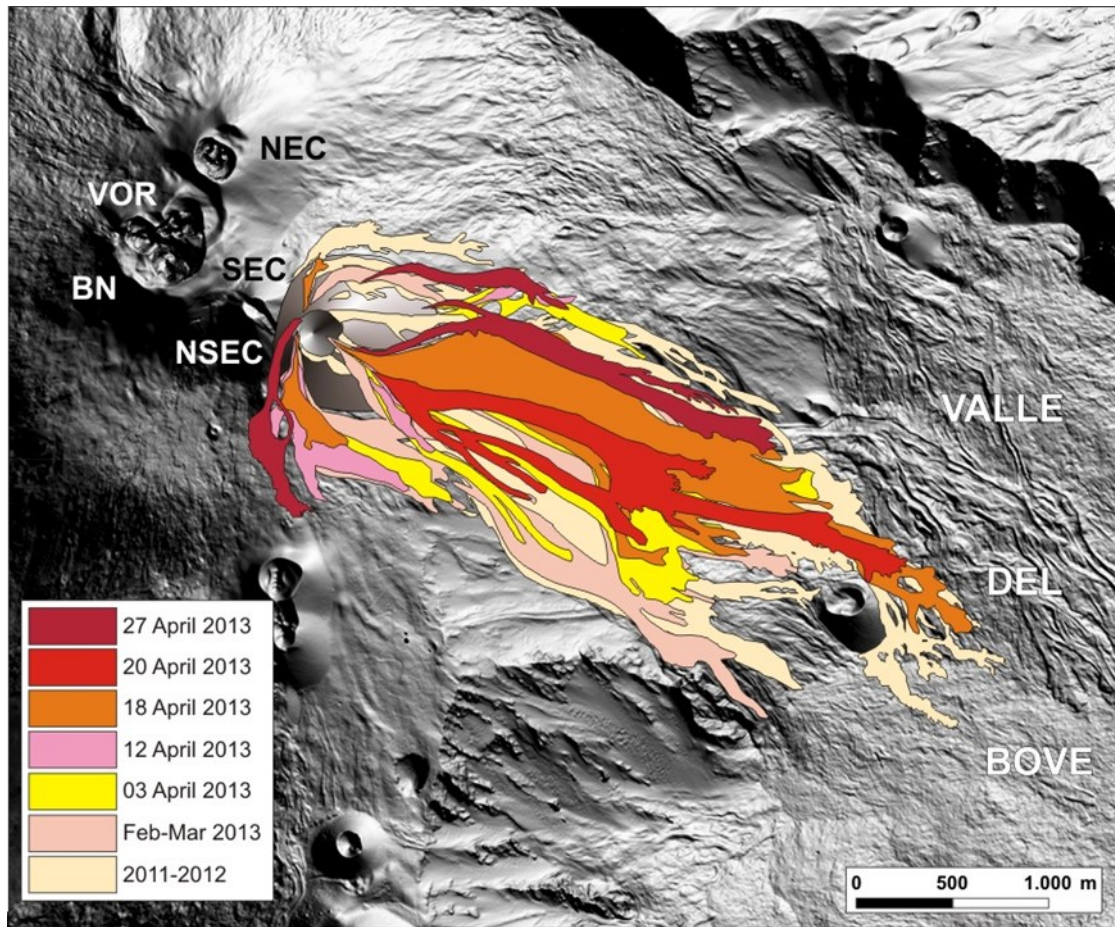 NEC
VOR
SEC
BN
NSEC
VALLE
DEL
BOVE
27 April 2013
20 April 2013
18 April 2013
12 April 2013
03 April 2013
Feb-Mar 2013
2011-2012
0 500 1.000 m